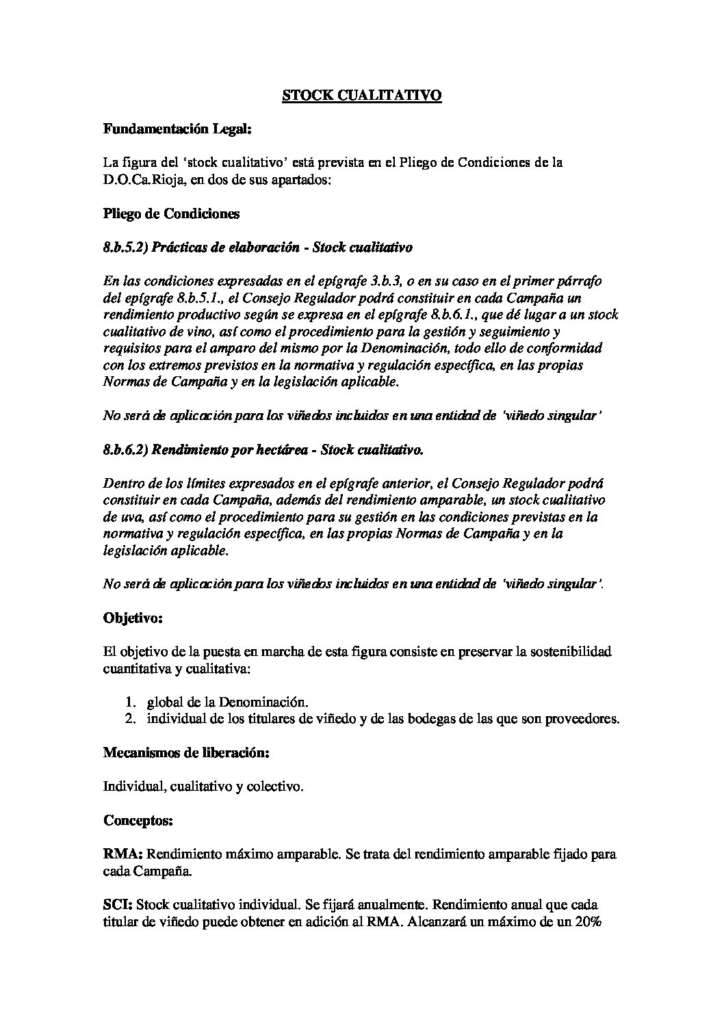 STOCK CUALITATIVO
Fundamentación Legal:
La figura del ‘stock cualitativo’ está prevista en el Pliego de Condiciones de la
D.O.Ca.Rioja, en dos de sus apartados:
Pliego de Condiciones
8.b.5.2) Prácticas de elaboración - Stock cualitativo
En las condiciones expresadas en el epígrafe 3.b.3, o en su caso en el primer párrafo
del epígrafe 8.b.5.1., el Consejo Regulador podrá constituir en cada Campaña un
rendimiento productivo según se expresa en el epígrafe 8.b.6.1., que dé lugar a un stock
cualitativo de vino, así como el procedimiento para la gestión y seguimiento y
requisitos para el amparo del mismo por la Denominación, todo ello de conformidad
con los extremos previstos en la normativa y regulación específica, en las propias
Normas de Campaña y en la legislación aplicable.
No será de aplicación para los viñedos incluidos en una entidad de ‘viñedo singular’
8.b.6.2) Rendimiento por hectárea - Stock cualitativo.
Dentro de los límites expresados en el epígrafe anterior, el Consejo Regulador podrá
constituir en cada Campaña, además del rendimiento amparable, un stock cualitativo
de uva, así como el procedimiento para su gestión en las condiciones previstas en la
normativa y regulación específica, en las propias Normas de Campaña y en la
legislación aplicable.
No será de aplicación para los viñedos incluidos en una entidad de ‘viñedo singular’.
Objetivo:
El objetivo de la puesta en marcha de esta figura consiste en preservar la sostenibilidad
cuantitativa y cualitativa:
1. global de la Denominación.
2. individual de los titulares de viñedo y de las bodegas de las que son proveedores.
Mecanismos de liberación:
Individual, cualitativo y colectivo.
Conceptos:
RMA: Rendimiento máximo amparable. Se trata del rendimiento amparable fijado para
cada Campaña.
SCI: Stock cualitativo individual. Se fijará anualmente. Rendimiento anual que cada
titular de viñedo puede obtener en adición al RMA. Alcanzará un máximo de un 20%